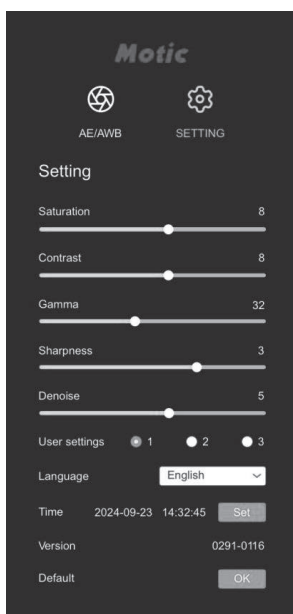 Motic
AE/AWB SETTING
Setting
Saturation 8
Contrast 8
Gamma 32
Sharpness 3
Denoise 5
User settings 1 2 3
Language English
Time 2024-09-23 14:32:45 Set
Version 0291-0116
Default OK